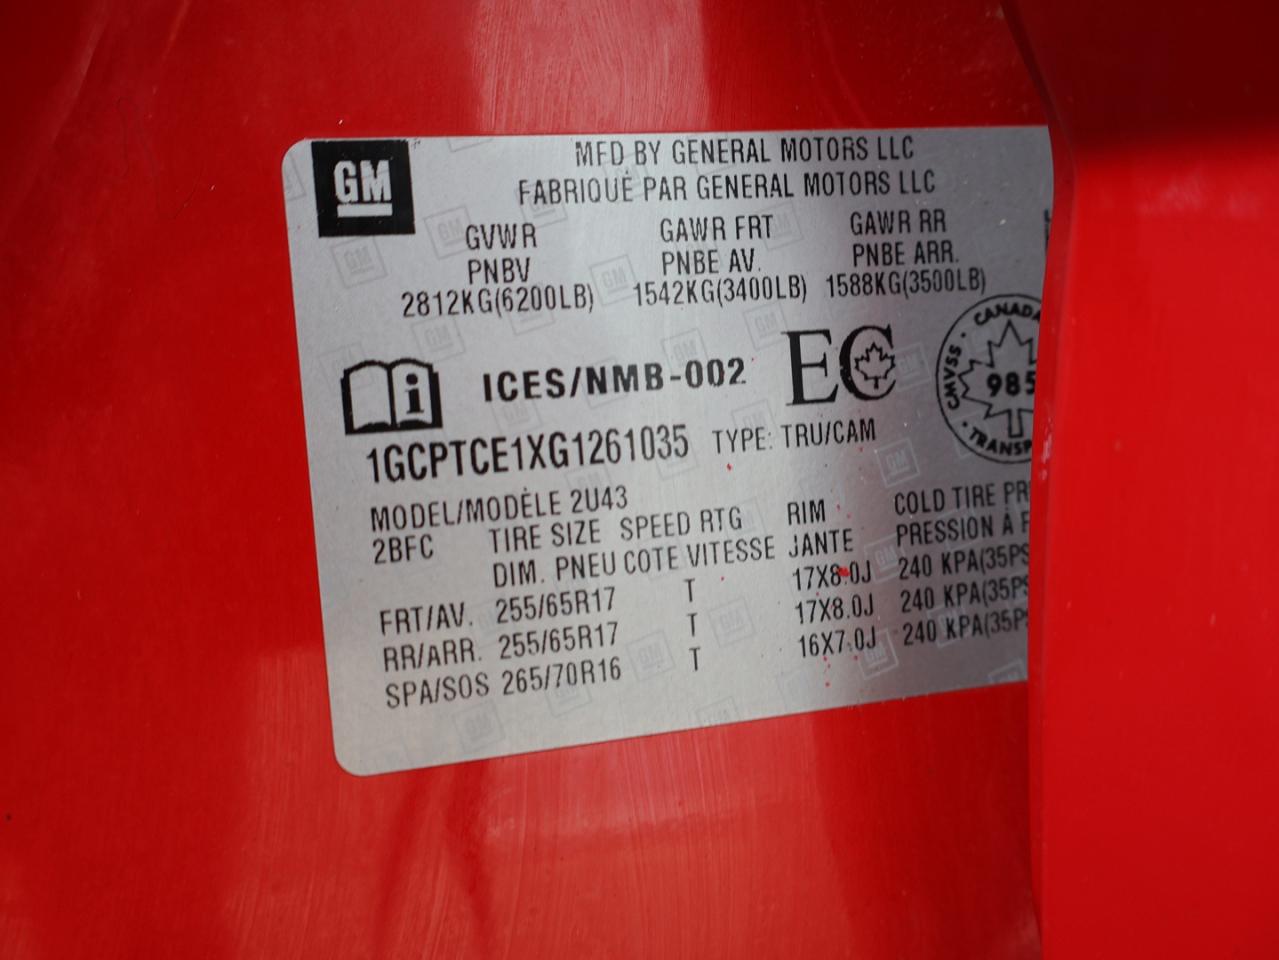 GM
MFD BY GENERAL MOTORS LLC
FABRIQUÉ PAR GENERAL MOTORS LLC
GVWR GAWR FRT GAWR RR
PNBV PNBE AV. PNBE ARR.
2812KG(6200LB) 1542KG(3400LB) 1588KG(3500LB)
ICES/NMB-002 EC
CANADA
CMVSS 985
TRANSP
1GCPTCE1XG1261035 TYPE: TRU/CAM
MODEL/MODÈLE 2U43
2BFC TIRE SIZE SPEED RTG RIM COLD TIRE PR
DIM. PNEU COTE VITESSE JANTE PRESSION À F
FRT/AV. 255/65R17 T 17X8.0J 240 KPA(35PS
RR/ARR. 255/65R17 T 17X8.0J 240 KPA(35PS
SPA/SOS 265/70R16 T 16X7.0J 240 KPA(35PS